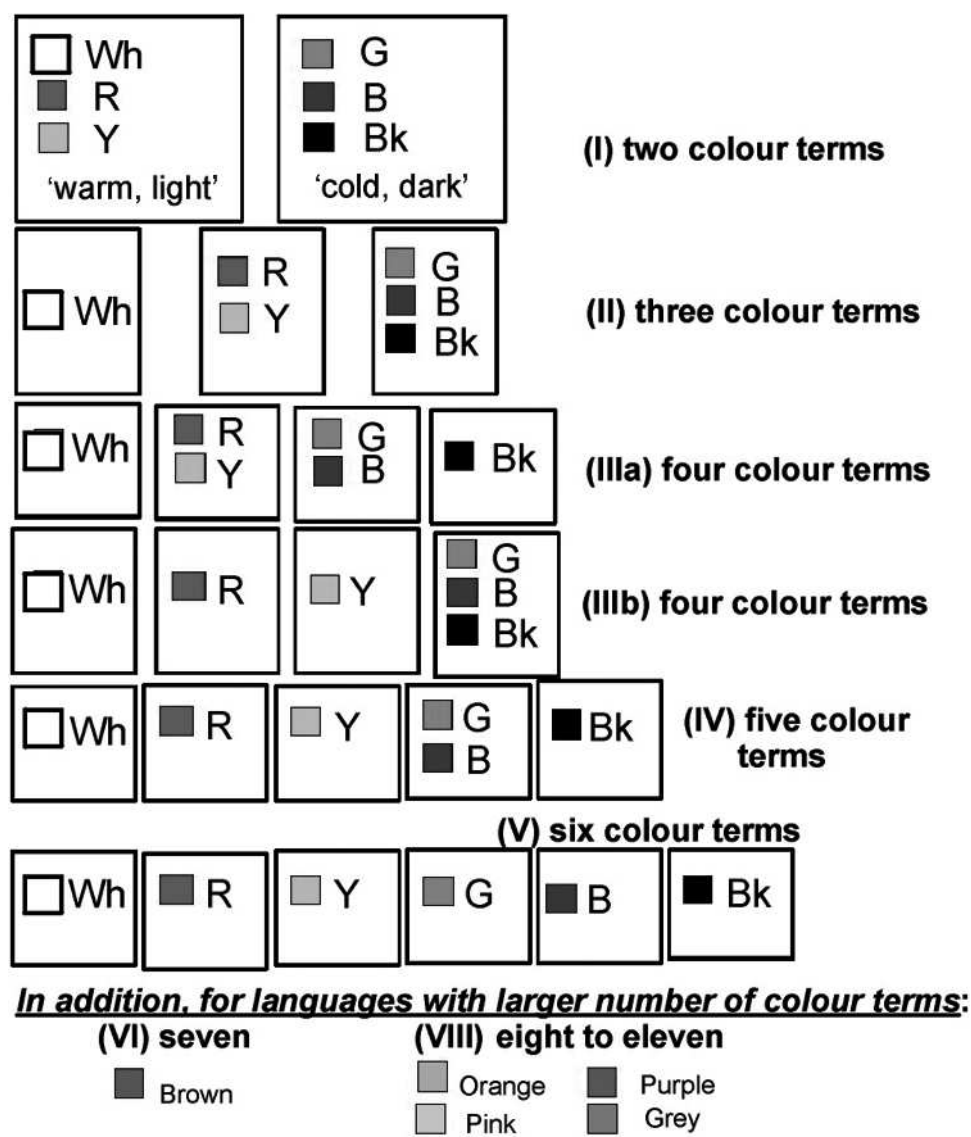 Wh
R
Y
'warm, light'
G
B
Bk
'cold, dark'
(I) two colour terms
Wh
R
Y
G
B
Bk
(II) three colour terms
Wh
R
Y
G
B
Bk
(IIIa) four colour terms
Wh
R
Y
G
B
Bk
(IIIb) four colour terms
Wh
R
Y
G
B
Bk
(IV) five colour
terms
(V) six colour terms
Wh
R
Y
G
B
Bk
In addition, for languages with larger number of colour terms:
(VI) seven
Brown
(VIII) eight to eleven
Orange
Purple
Pink
Grey